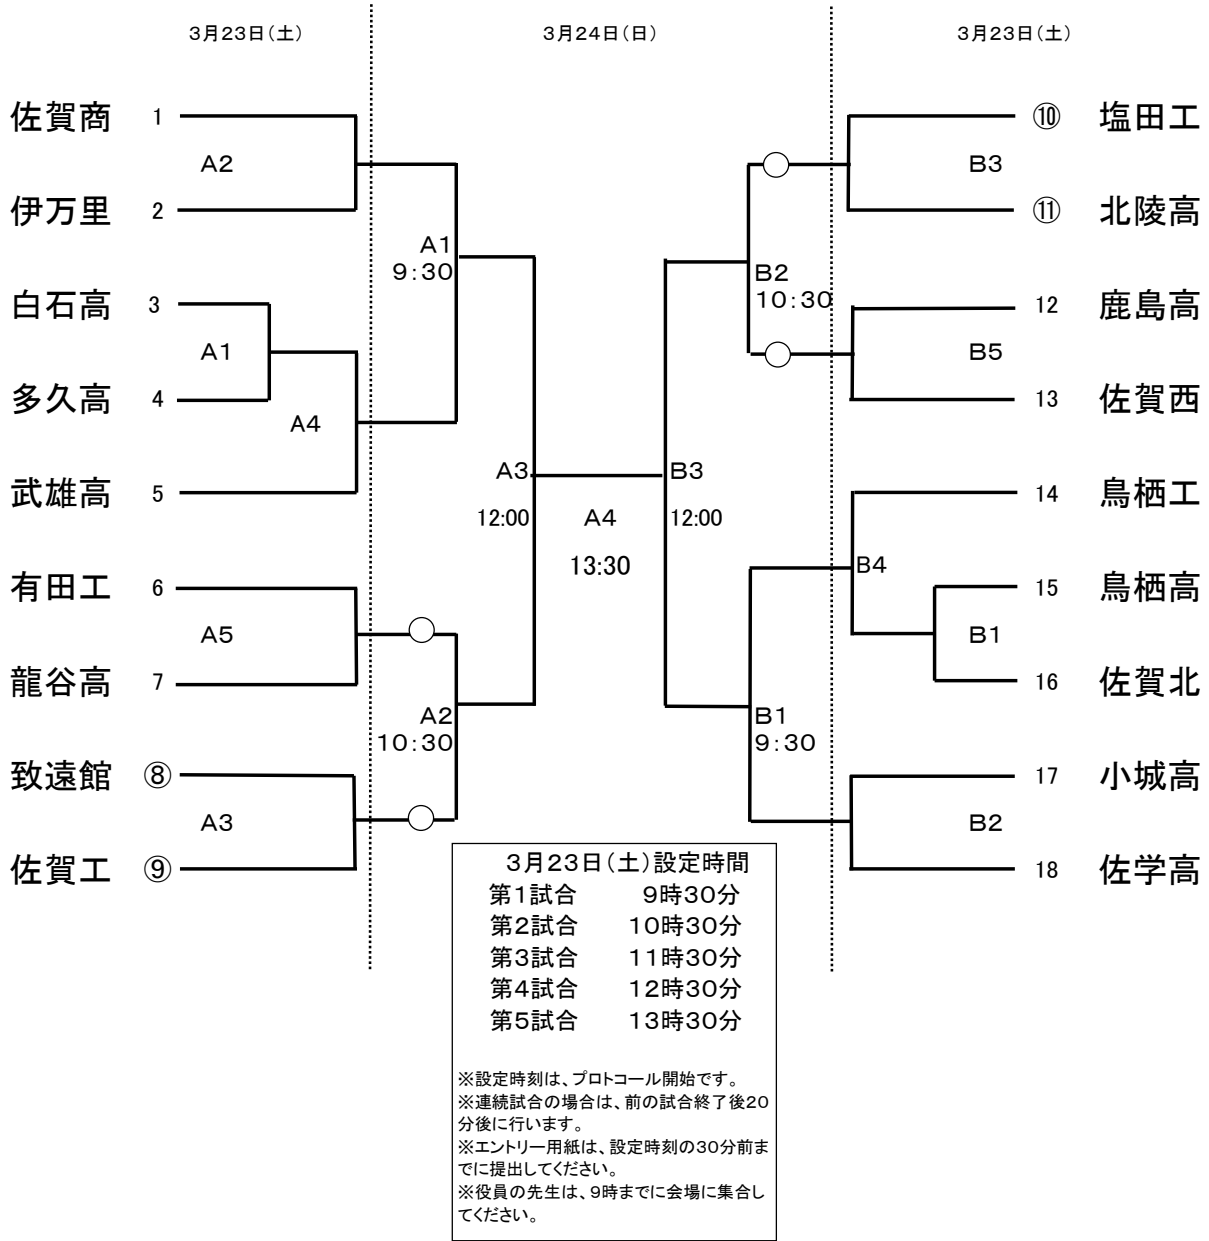 3月23日(土)
3月24日(日)
3月23日(土)
佐賀商 1
A2
伊万里 2
白石高 3
A1
多久高 4
A4
武雄高 5
有田工 6
A5
龍谷高 7
致遠館 ⑧
A3
佐賀工 ⑨
A1
9:30
A2
10:30
A3
12:00
A4
13:30
B3
12:00
B2
10:30
B1
9:30
⑩ 塩田工
B3
⑪ 北陵高
12 鹿島高
B5
13 佐賀西
14 鳥栖工
B4
15 鳥栖高
B1
16 佐賀北
17 小城高
B2
18 佐学高
3月23日(土)設定時間
第1試合 9時30分
第2試合 10時30分
第3試合 11時30分
第4試合 12時30分
第5試合 13時30分
※設定時刻は、プロトコール開始です。
※連続試合の場合は、前の試合終了後20
分後に行います。
※エントリー用紙は、設定時刻の30分前ま
でに提出してください。
※役員の先生は、9時までに会場に集合し
てください。